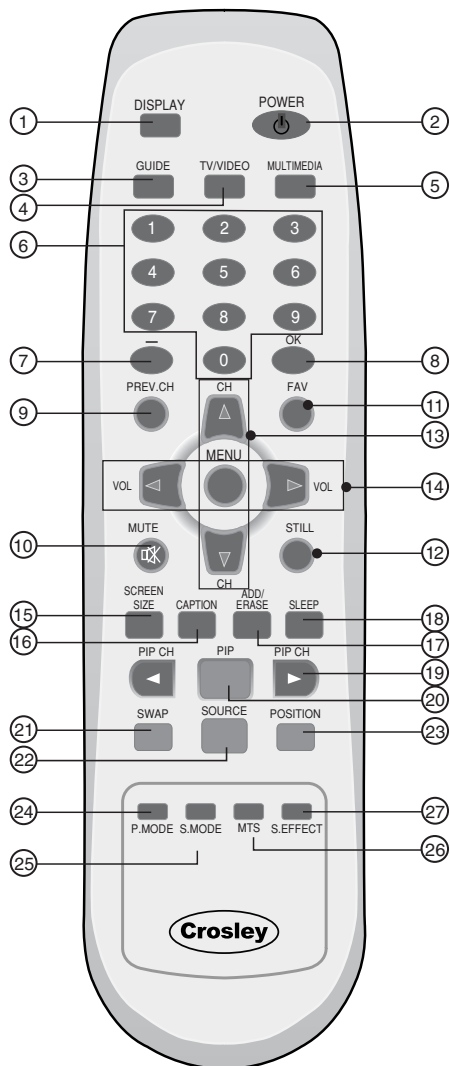 DISPLAY POWER
1 2
GUIDE TV/VIDEO MULTIMEDIA
3 4 5
6
1 2 3
4 5 6
7 8 9
— 0 OK
7 8
PREV.CH CH FAV
9 11
13
MENU
VOL VOL
14
MUTE STILL
10 12
CH
SCREEN SIZE CAPTION ADD/ERASE SLEEP
15 16 17 18
PIP CH PIP PIP CH
19
20
SWAP SOURCE POSITION
21 22 23
24 27
P.MODE S.MODE MTS S.EFFECT
25 26
Crosley